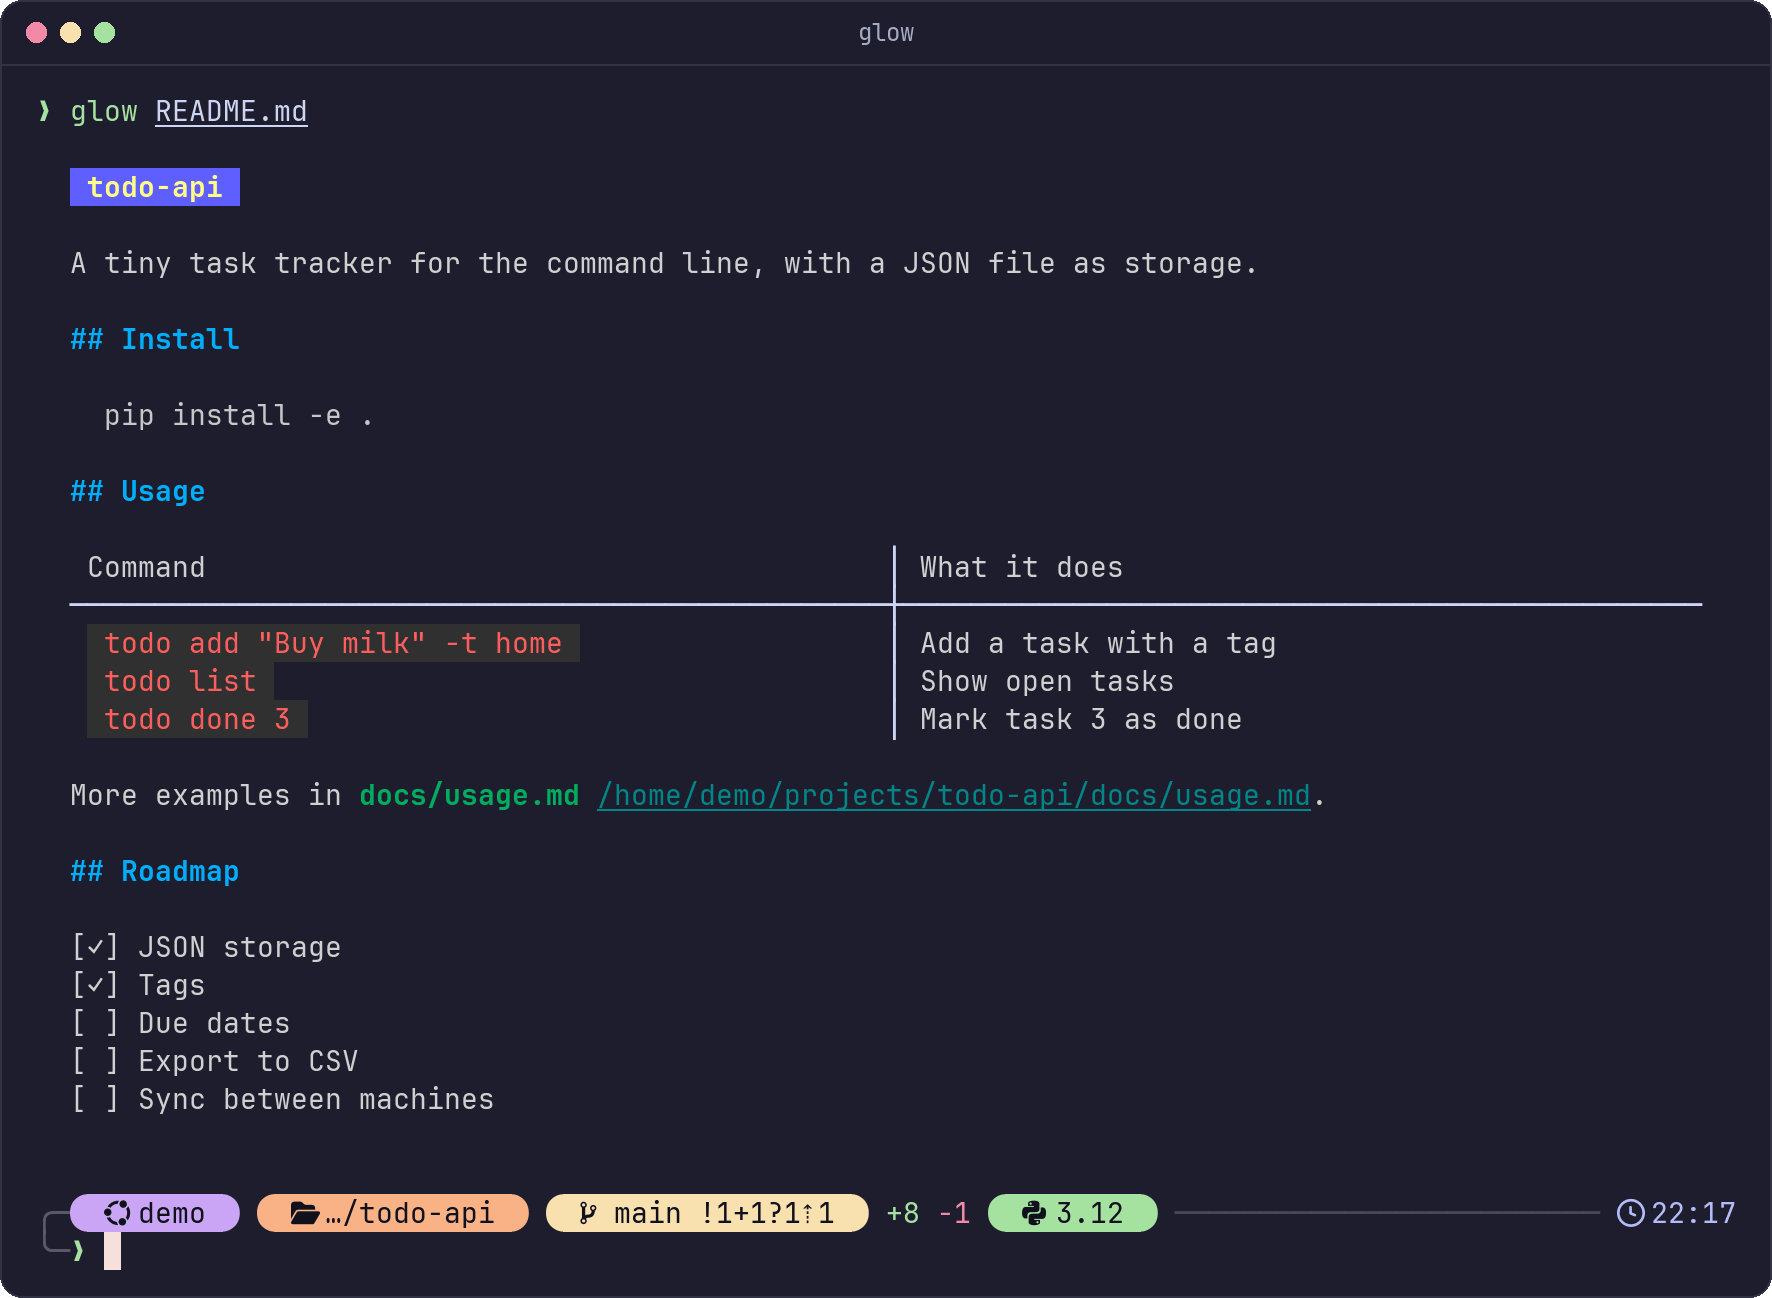 glow
❯ glow README.md
todo-api
A tiny task tracker for the command line, with a JSON file as storage.
## Install
pip install -e .
## Usage
Command What it does
todo add "Buy milk" -t home Add a task with a tag
todo list Show open tasks
todo done 3 Mark task 3 as done
More examples in docs/usage.md /home/demo/projects/todo-api/docs/usage.md.
## Roadmap
[✓] JSON storage
[✓] Tags
[ ] Due dates
[ ] Export to CSV
[ ] Sync between machines
demo …/todo-api main !1+1?1⇡1 +8 -1 3.12 22:17
❯